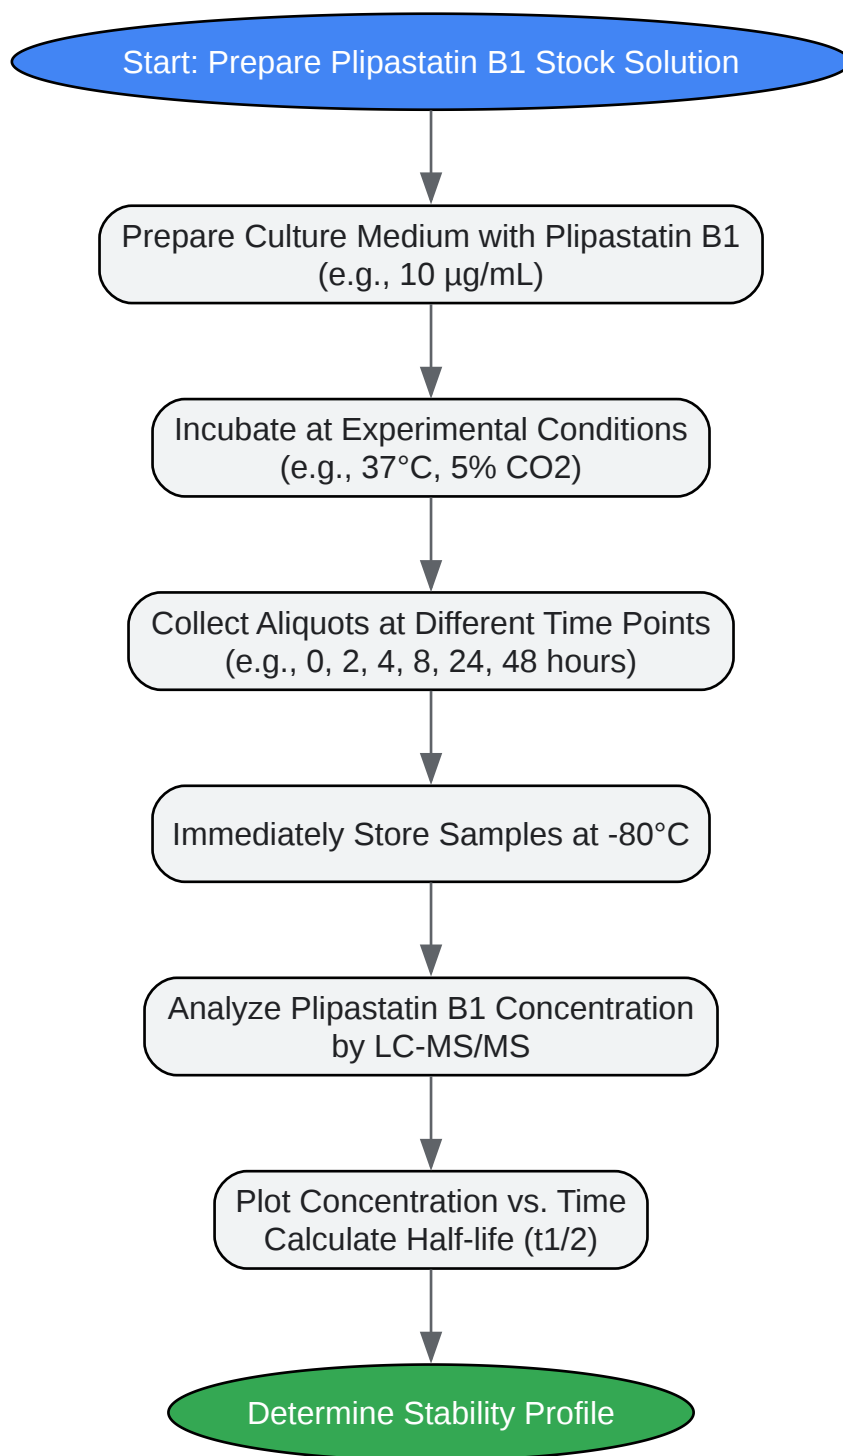 Start: Prepare Plipastatin B1 Stock Solution
Prepare Culture Medium with Plipastatin B1
(e.g., 10 µg/mL)
Incubate at Experimental Conditions
(e.g., 37°C, 5% CO2)
Collect Aliquots at Different Time Points
(e.g., 0, 2, 4, 8, 24, 48 hours)
Immediately Store Samples at -80°C
Analyze Plipastatin B1 Concentration
by LC-MS/MS
Plot Concentration vs. Time
Calculate Half-life (t1/2)
Determine Stability Profile